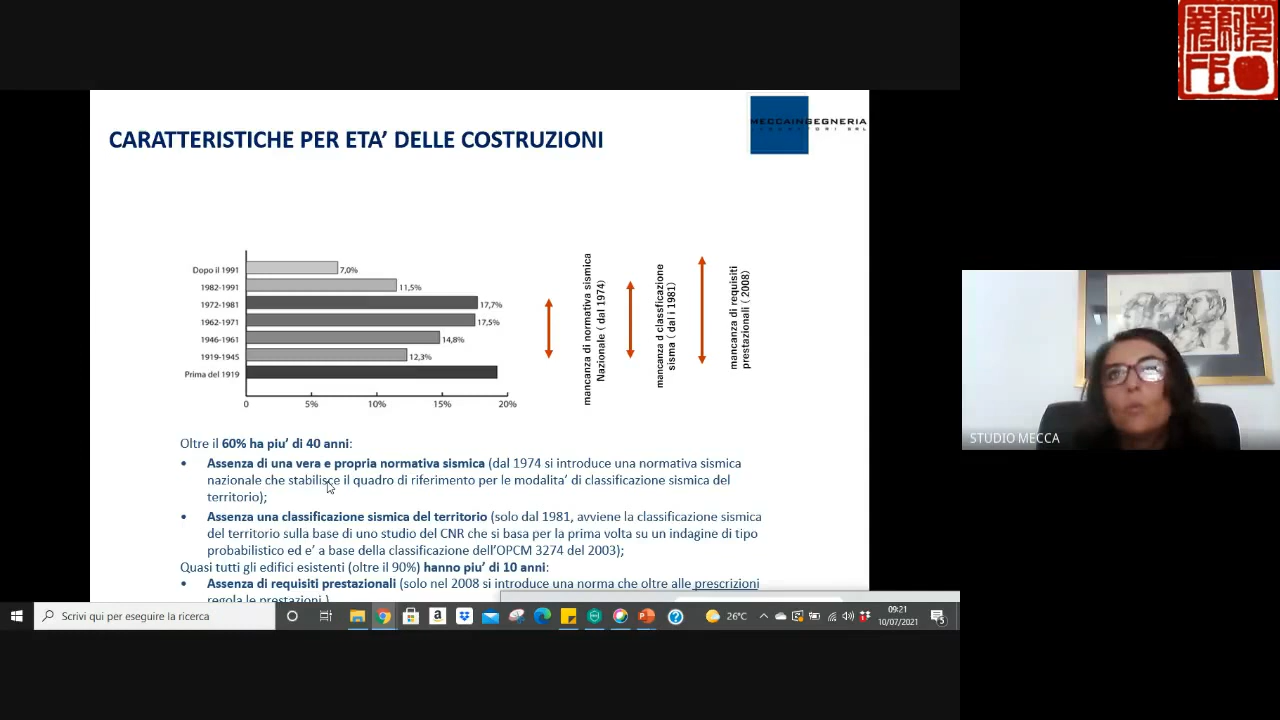 CARATTERISTICHE PER ETA' DELLE COSTRUZIONI
MECCAINGEGNERIA
FBO
Dopo il 1991
7,0%
1982-1991
11,5%
1972-1981
17,7%
1962-1971
17,5%
1946-1961
14,8%
1919-1945
12,3%
Prima del 1919
0
5%
10%
15%
20%
mancanza di normativa sismica
Nazionale ( dal 1974)
mancanza d classficazione
sisma ( dai i 1981)
mancanza di requisiti
prestazionali ( 2008)
Oltre il 60% ha piu' di 40 anni:
• Assenza di una vera e propria normativa sismica (dal 1974 si introduce una normativa sismica
nazionale che stabilisce il quadro di riferimento per le modalita' di classificazione sismica del
territorio);
• Assenza una classificazione sismica del territorio (solo dal 1981, avviene la classificazione sismica
del territorio sulla base di uno studio del CNR che si basa per la prima volta su un indagine di tipo
probabilistico ed e' a base della classificazione dell'OPCM 3274 del 2003);
Quasi tutti gli edifici esistenti (oltre il 90%) hanno piu' di 10 anni:
• Assenza di requisiti prestazionali (solo nel 2008 si introduce una norma che oltre alle prescrizioni
regola le prestazioni )
STUDIO MECCA
Scrivi qui per eseguire la ricerca
26°C
09:21
10/07/2021
5